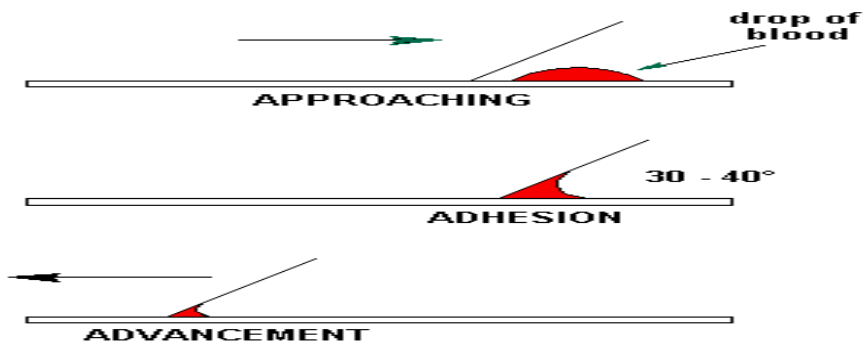 drop of
blood
APPROACHING
30 - 40°
ADHESION
ADVANCEMENT